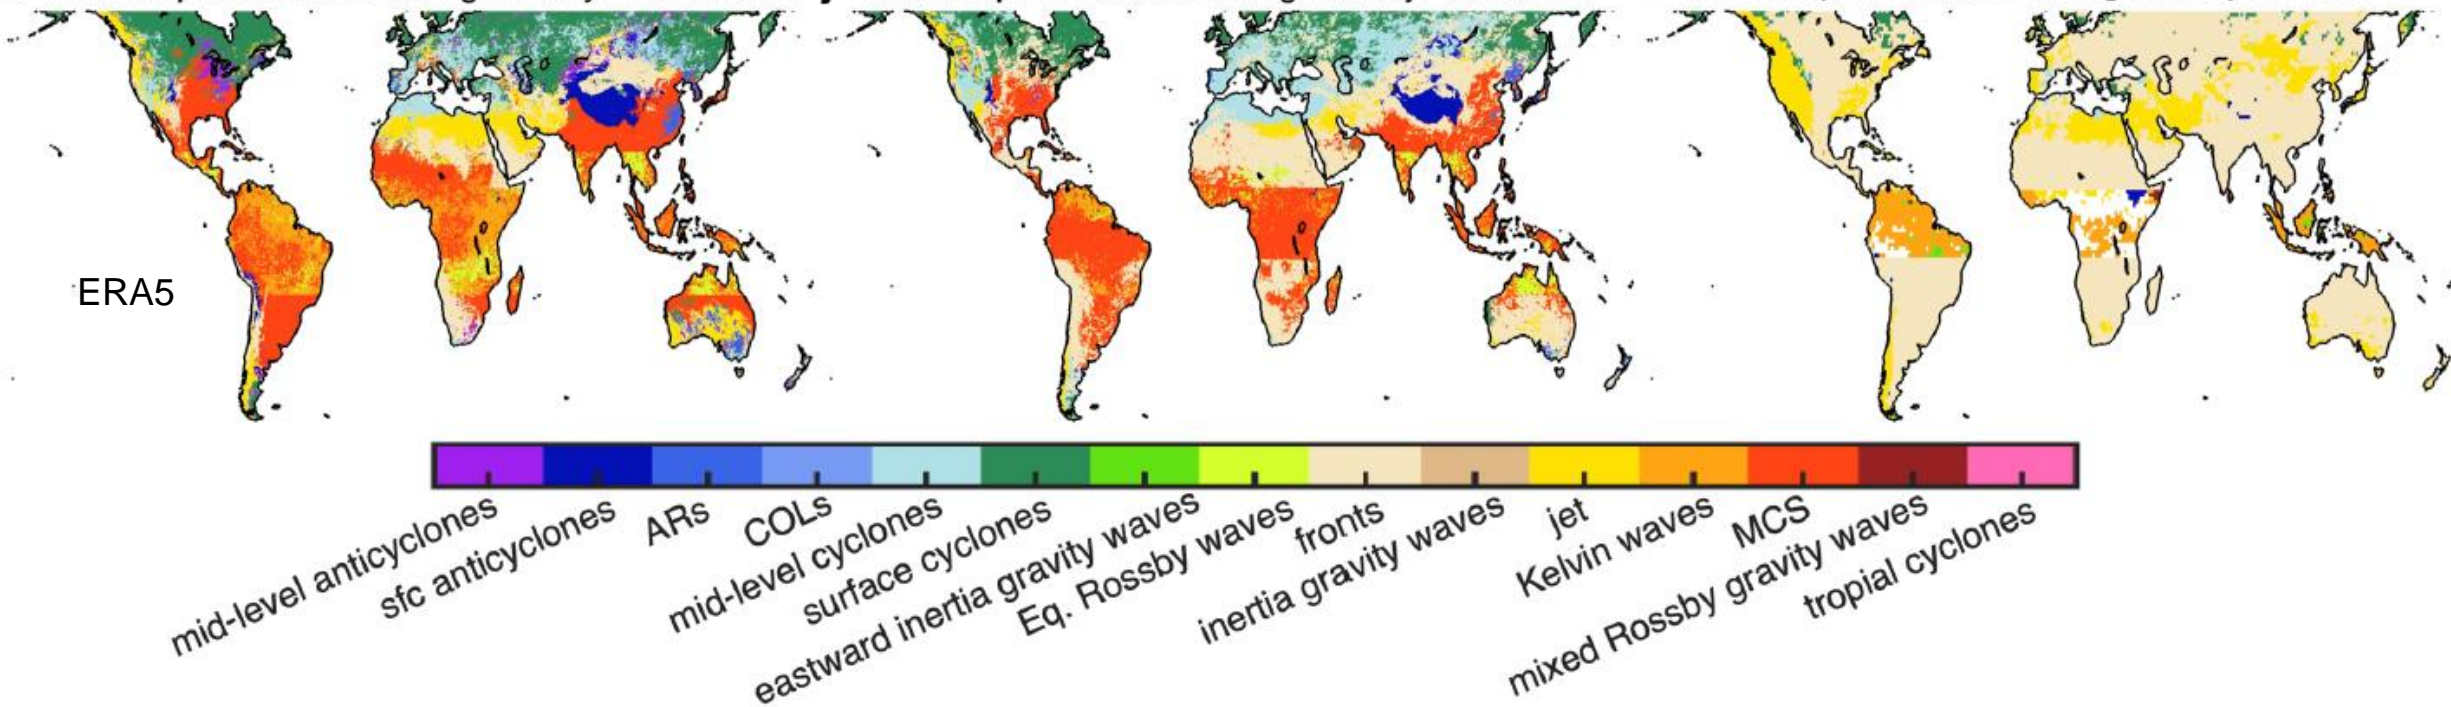 ERA5
mid-level anticyclones
sfc anticyclones
ARs
COLs
mid-level cyclones
surface cyclones
eastward inertia gravity waves
Eq. Rossby waves
fronts
inertia gravity waves
jet
Kelvin waves
MCS
mixed Rossby gravity waves
tropial cyclones